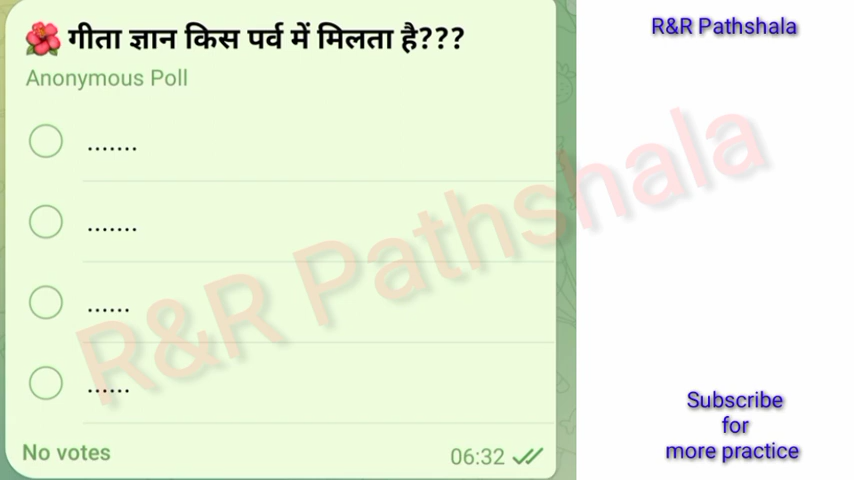 🌺 गीता ज्ञान किस पर्व में मिलता है???
Anonymous Poll
.......
.......
......
......
No votes
06:32
R&R Pathshala
R&R Pathshala
Subscribe
for
more practice